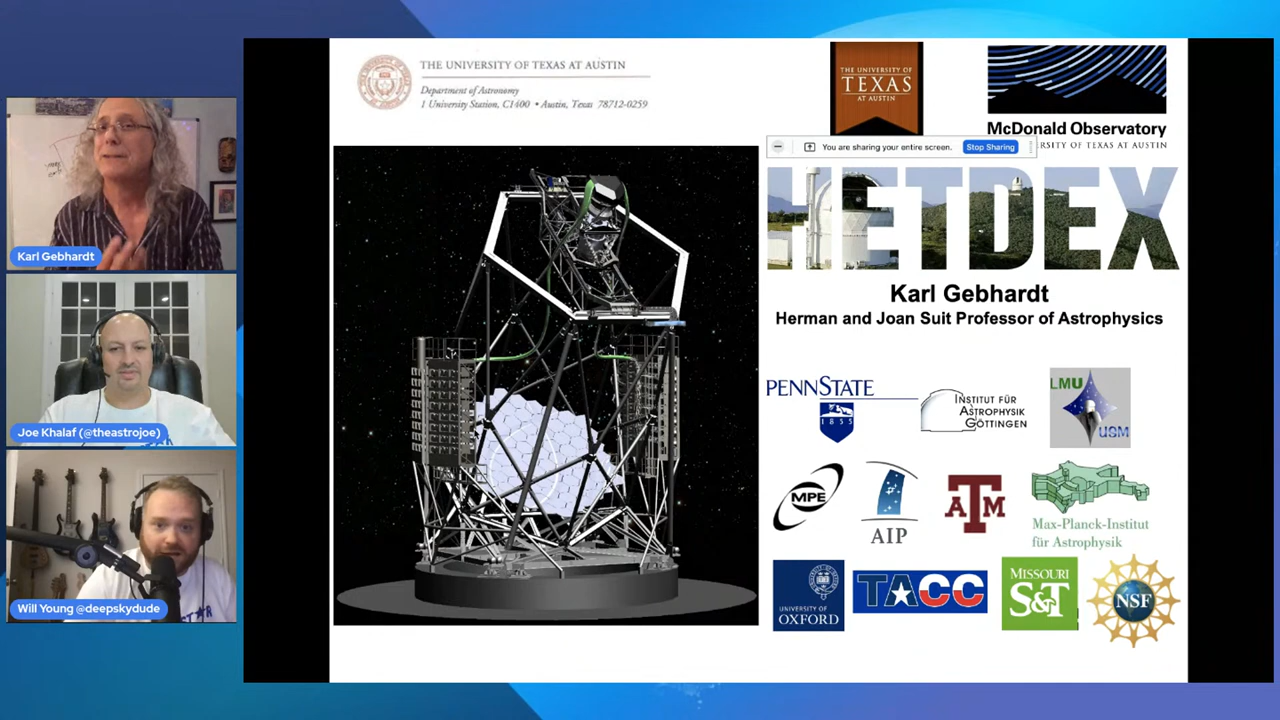 Karl Gebhardt
Joe Khalaf (@theastrojoe)
Will Young @deepskydude
THE UNIVERSITY OF TEXAS AT AUSTIN
Department of Astronomy
1 University Station, C1400 • Austin, Texas 78712-0259
THE UNIVERSITY OF
TEXAS
AT AUSTIN
McDonald Observatory
RSITY OF TEXAS AT AUSTIN
You are sharing your entire screen.
Stop Sharing
HETDEX
Karl Gebhardt
Herman and Joan Suit Professor of Astrophysics
PENNSTATE
1855
INSTITUT FÜR
ASTROPHYSIK
GÖTTINGEN
LMU
USM
MPE
AIP
ATM
Max-Planck-Institut
für Astrophysik
UNIVERSITY OF
OXFORD
TACC
MISSOURI
S&T
NSF